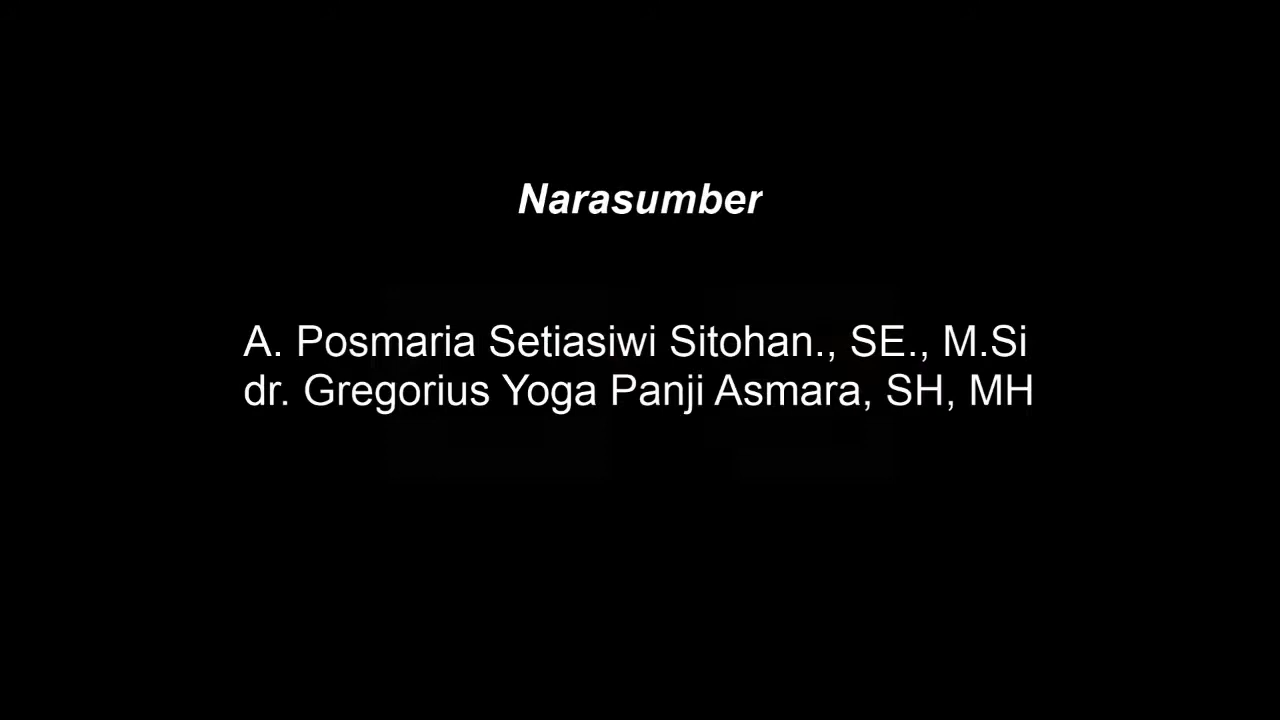 Narasumber
A. Posmaria Setiasiwi Sitohan., SE., M.Si
dr. Gregorius Yoga Panji Asmara, SH, MH